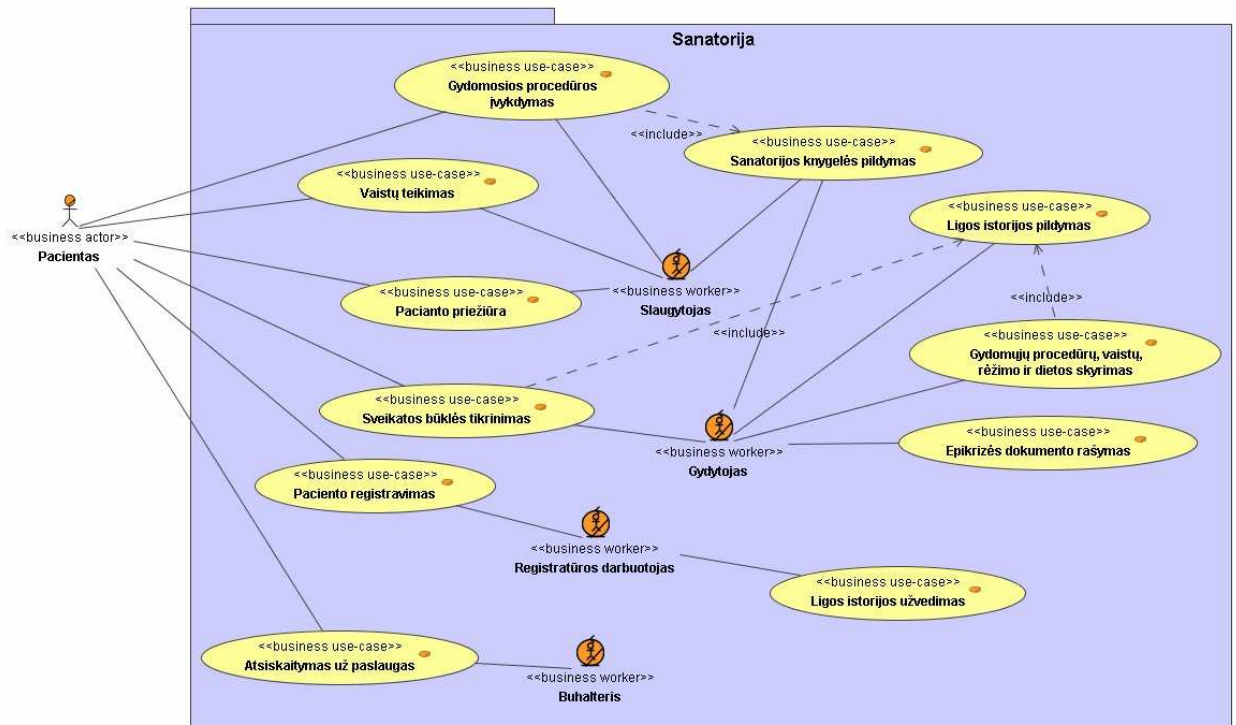 Sanatorija
<<business use-case>>
Gydomosios procedūros
įvykdymas
<<include>>
<<business use-case>>
Sanatorijos knygelės pildymas
<<business use-case>>
Vaistų teikimas
<<business use-case>>
Ligos istorijos pildymas
<<business actor>>
Pacientas
<<business use-case>>
Pacianto priežiūra
<<business worker>>
Slaugytojas
<<include>>
<<include>>
<<business use-case>>
Gydomųjų procedūrų, vaistų,
rėžimo ir dietos skyrimas
<<business use-case>>
Sveikatos būklės tikrinimas
<<business worker>>
Gydytojas
<<business use-case>>
Epikrizės dokumento rašymas
<<business use-case>>
Paciento registravimas
<<business worker>>
Registratūros darbuotojas
<<business use-case>>
Ligos istorijos užvedimas
<<business use-case>>
Atsiskaitymas už paslaugas
<<business worker>>
Buhalteris